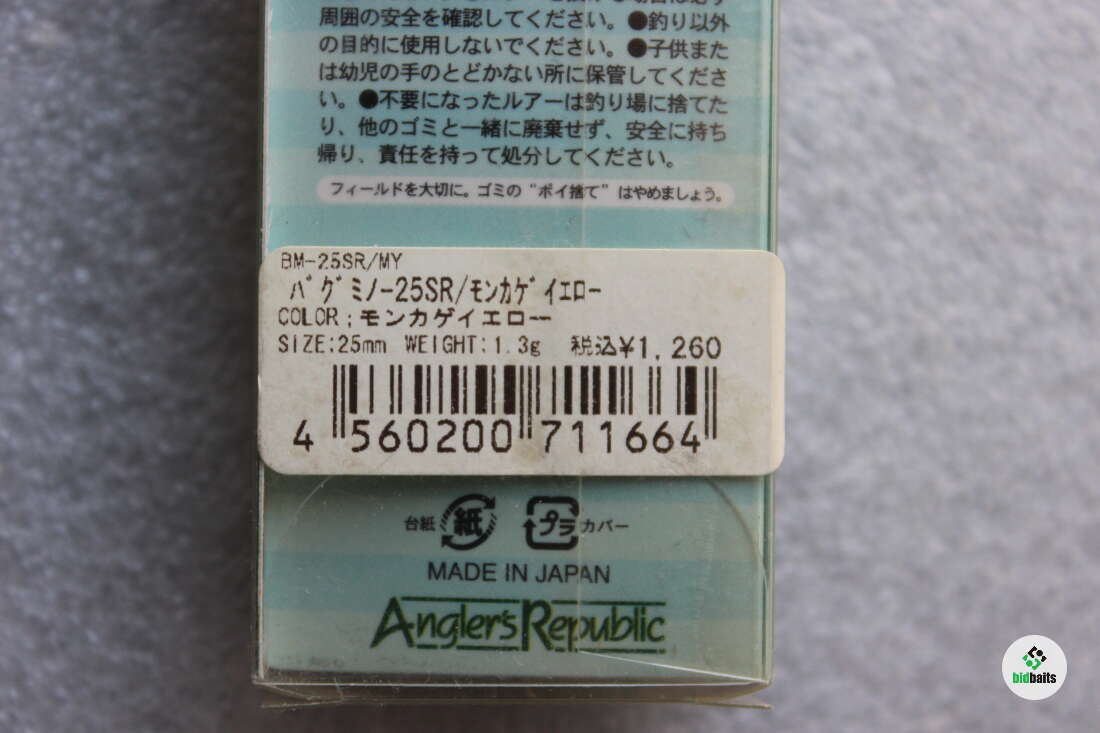 周囲の安全を確認してください。●釣り以外
の目的に使用しないでください。●子供また
は幼児の手のとどかない所に保管してくださ
い。●不要になったルアーは釣り場に捨てた
り、他のゴミと一緒に廃棄せず、安全に持ち
帰り、責任を持って処分してください。
フィールドを大切に。ゴミの“ポイ捨て”はやめましょう。
BM-25SR/MY
ﾊﾞｸﾞﾐﾉｰ25SR/ﾓﾝｶｹﾞｲｴﾛｰ
COLOR:モンカゲイエロー
SIZE:25mm WEIGHT:1.3g 税込¥1,260
4 560200 711664
台紙 紙 プラ カバー
MADE IN JAPAN
Angler's Republic
bidbaits